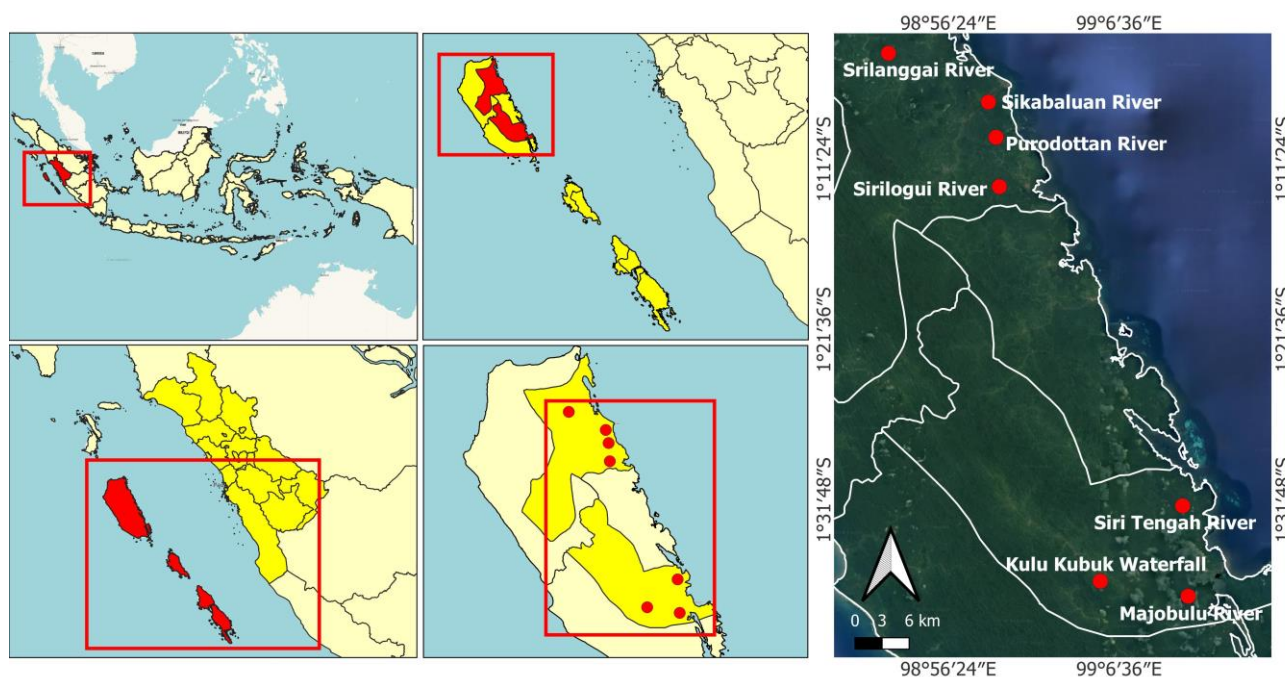 98°56′24″E 99°6′36″E
Srilanggai River
Sikabaluan River
Purodottan River
Sirilogui River
1°11′24″S
1°11′24″S
1°21′36″S
1°21′36″S
1°31′48″S
1°31′48″S
Siri Tengah River
Kulu Kubuk Waterfall
Majobulu River
0 3 6 km
98°56′24″E 99°6′36″E